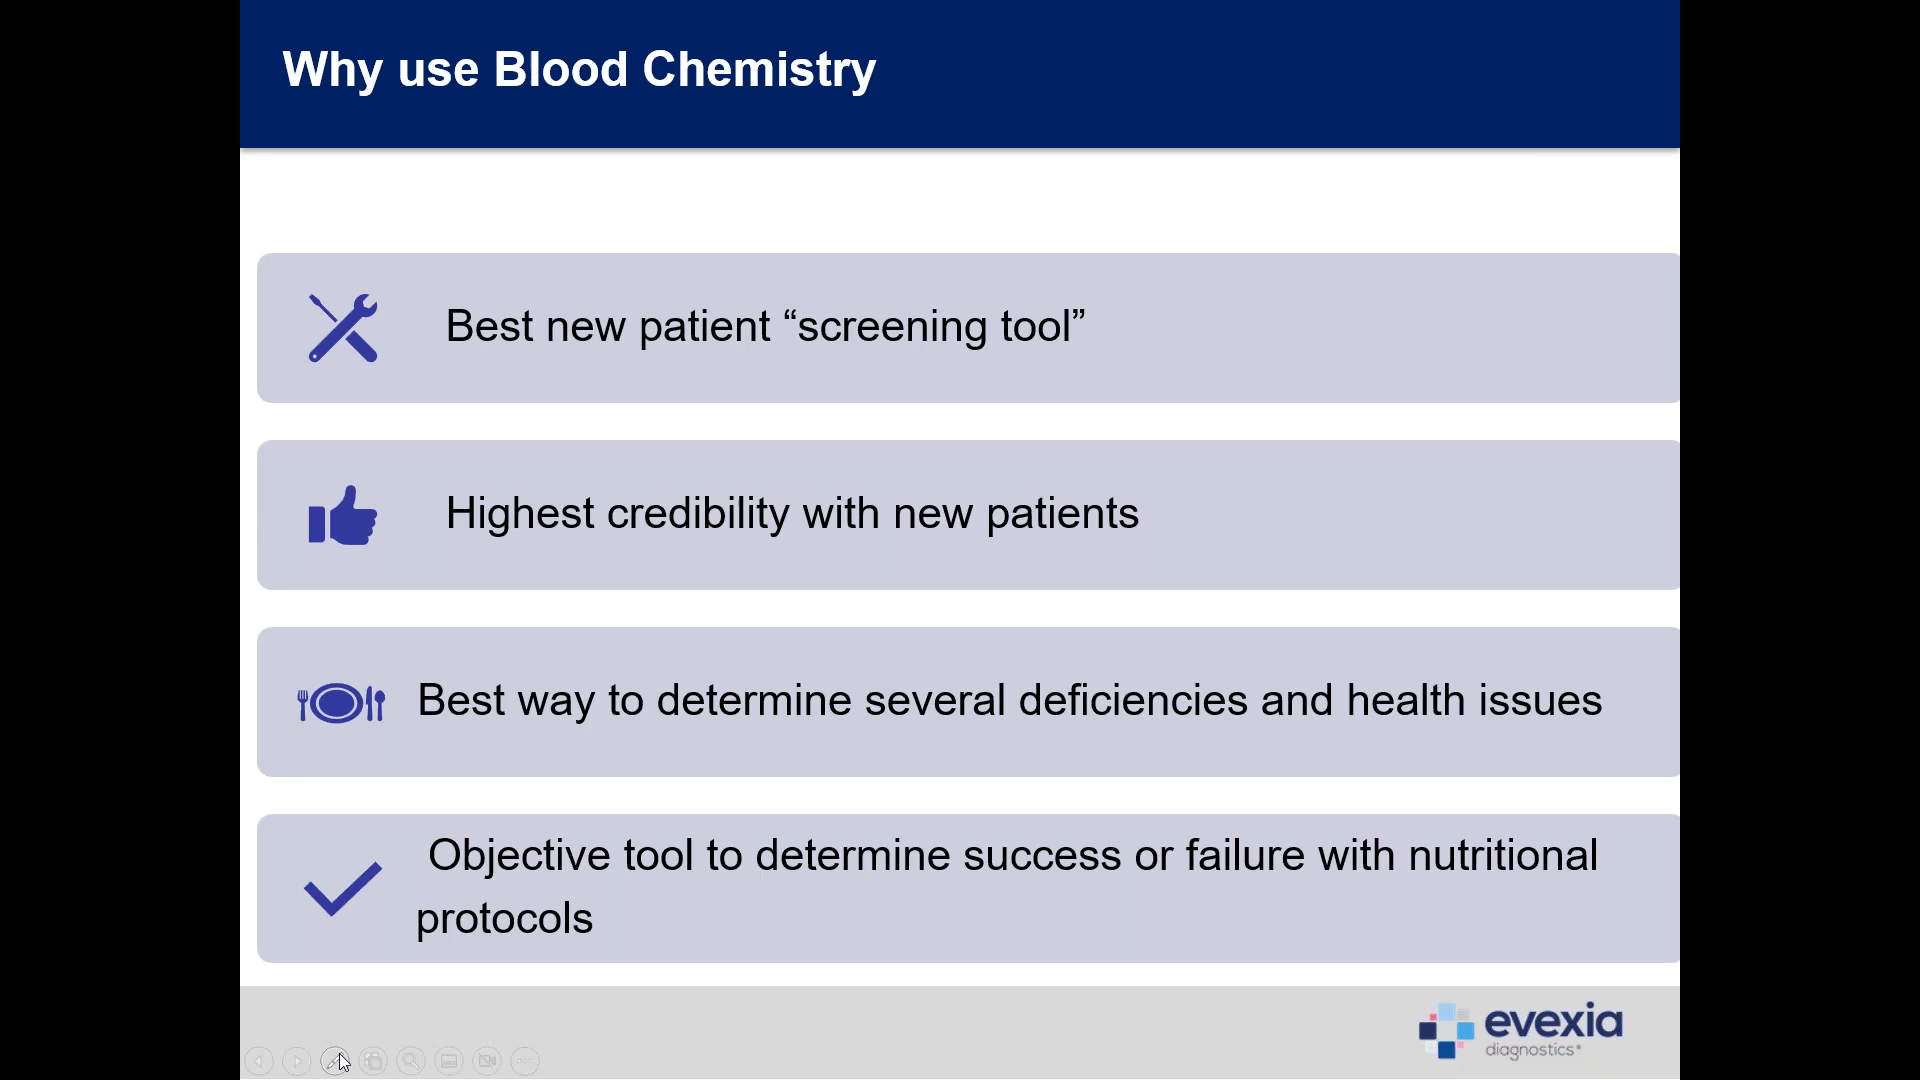 Why use Blood Chemistry
Best new patient “screening tool”
Highest credibility with new patients
Best way to determine several deficiencies and health issues
Objective tool to determine success or failure with nutritional
protocols
evexia
diagnostics®